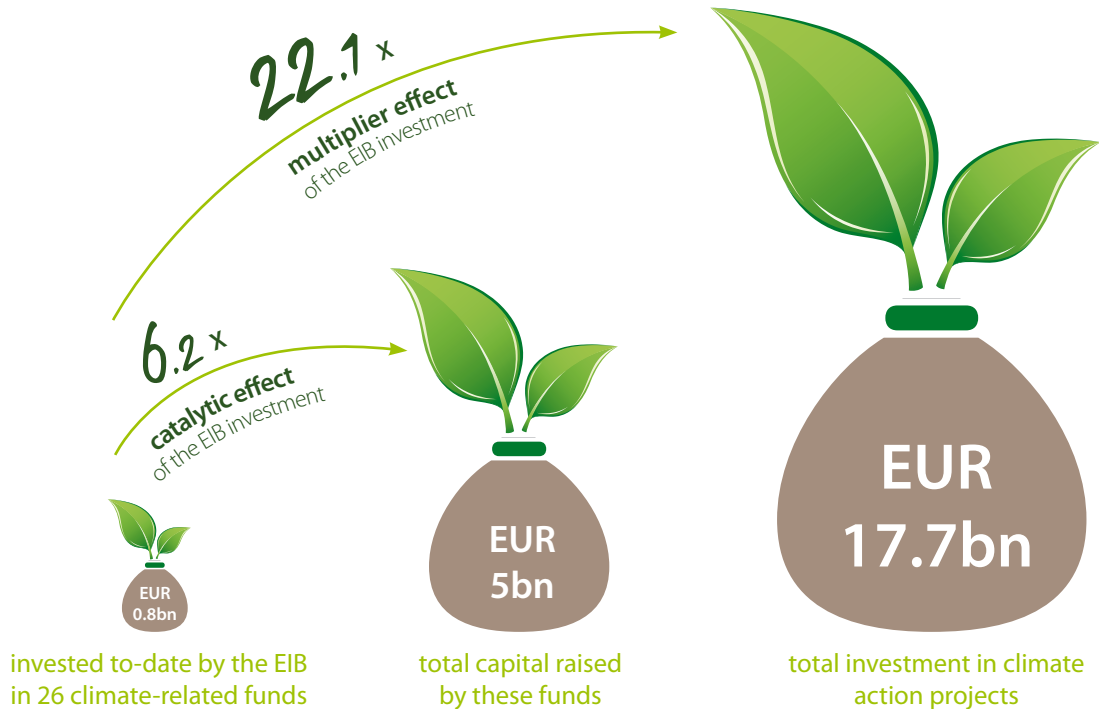 22.1 x
multiplier effect
of the EIB investment
6.2 x
catalytic effect
of the EIB investment
EUR
0.8bn
EUR
5bn
EUR
17.7bn
invested to-date by the EIB
in 26 climate-related funds
total capital raised
by these funds
total investment in climate
action projects